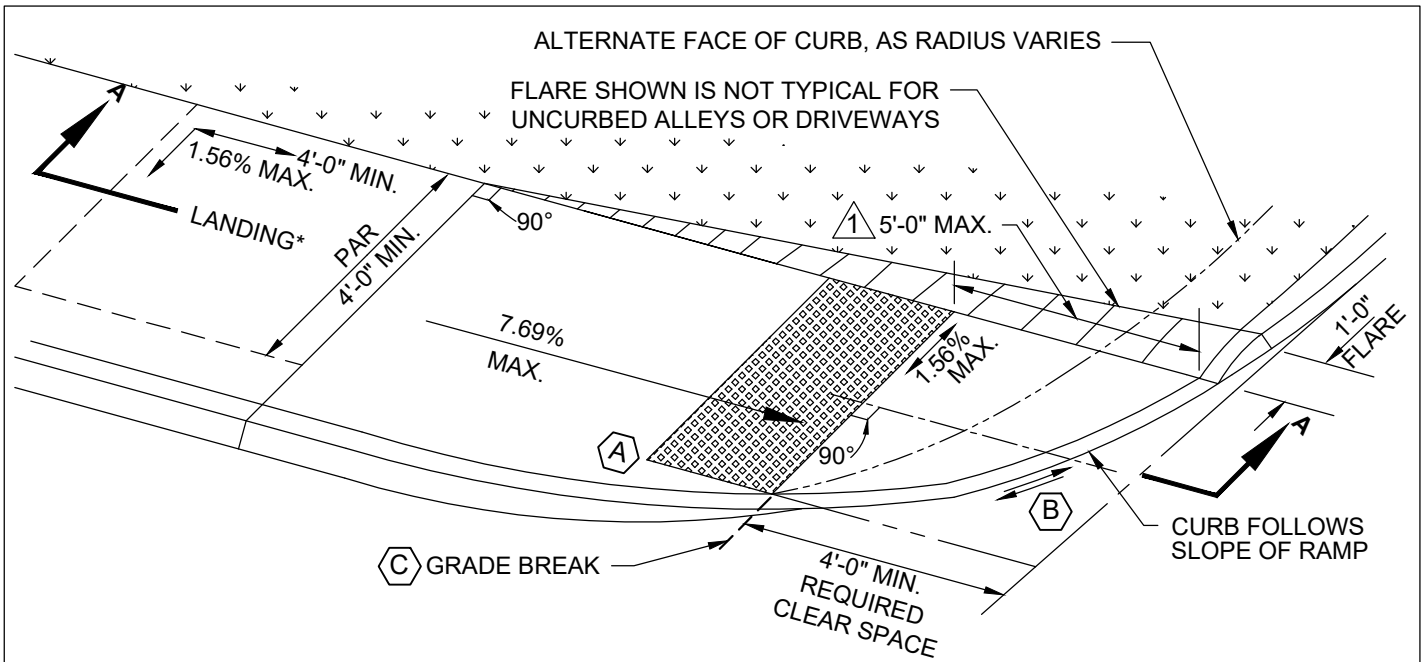 ALTERNATE FACE OF CURB, AS RADIUS VARIES
FLARE SHOWN IS NOT TYPICAL FOR
UNCURBED ALLEYS OR DRIVEWAYS
A
4'-0" MIN.
1.56% MAX.
LANDING*
PAR
4'-0" MIN.
90°
1 5'-0" MAX.
7.69%
MAX.
1.56%
MAX.
1'-0"
FLARE
A
A
90°
B
CURB FOLLOWS
SLOPE OF RAMP
C GRADE BREAK
4'-0" MIN.
REQUIRED
CLEAR SPACE